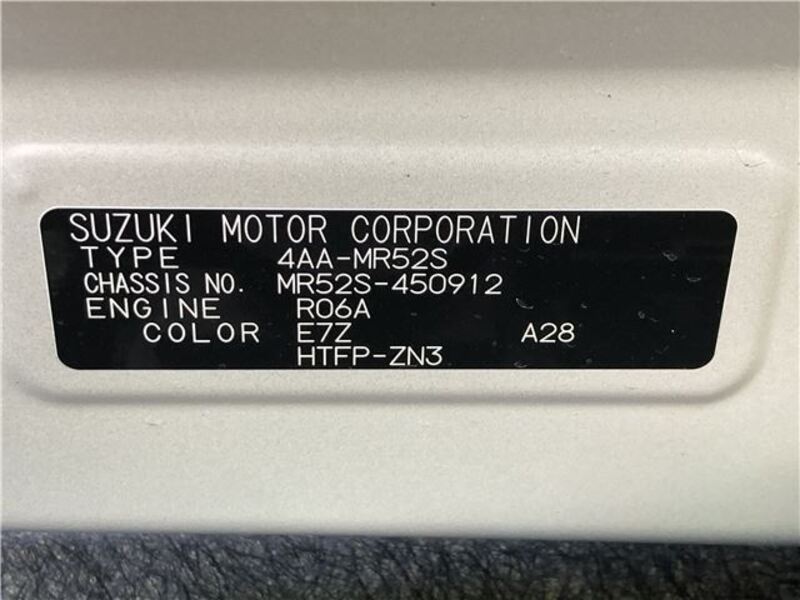 SUZUKI MOTOR CORPORATION
TYPE 4AA-MR52S
CHASSIS NO. MR52S-450912
ENGINE R06A
COLOR E7Z A28
HTFP-ZN3